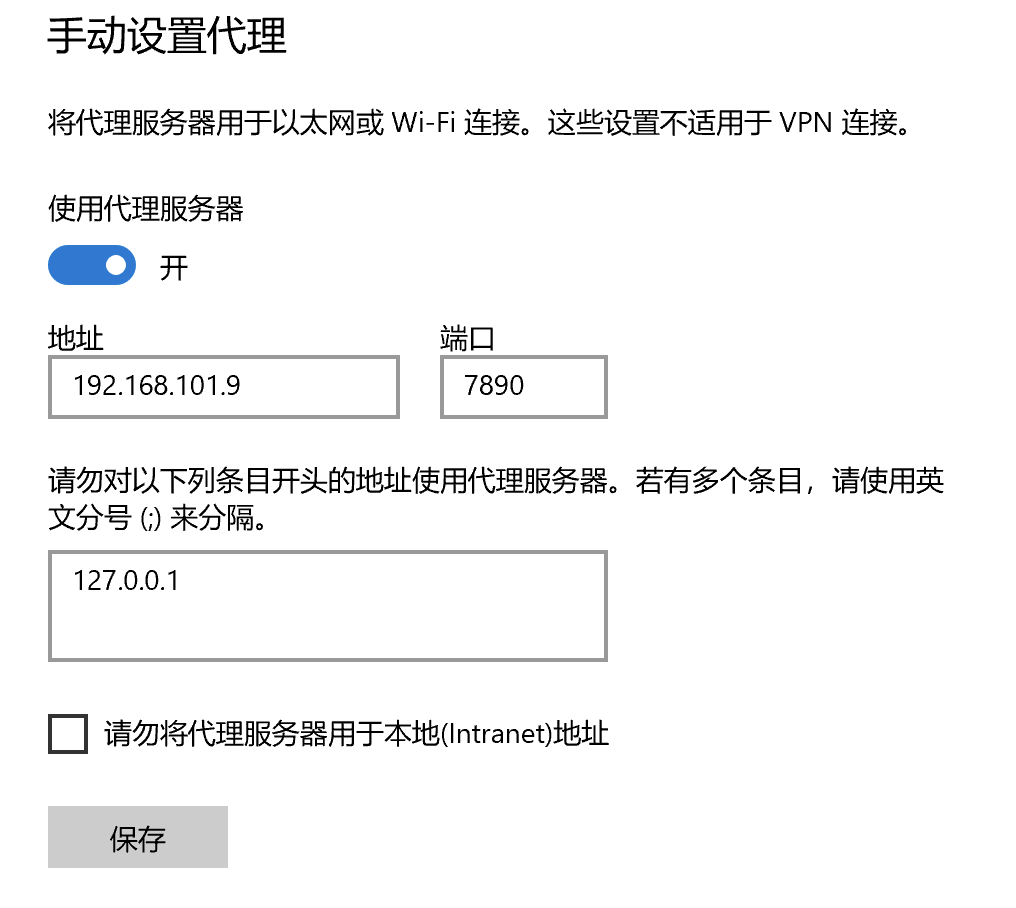 手动设置代理
将代理服务器用于以太网或 Wi-Fi 连接。这些设置不适用于 VPN 连接。
使用代理服务器
开
地址 端口
192.168.101.9 7890
请勿对以下列条目开头的地址使用代理服务器。若有多个条目，请使用英
文分号 (;) 来分隔。
127.0.0.1
请勿将代理服务器用于本地(Intranet)地址
保存